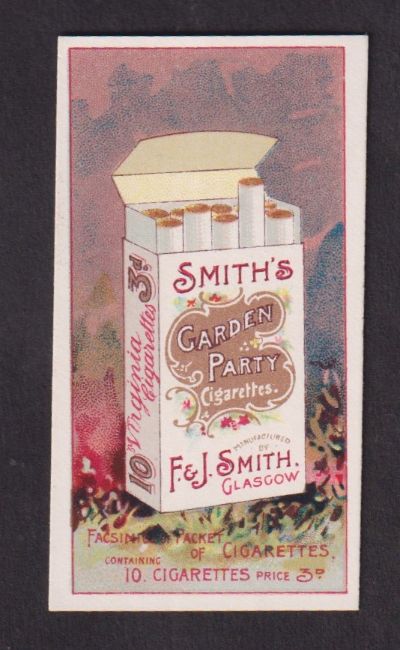 SMITH'S
GARDEN
PARTY
Cigarettes.
MANUFACTURED
BY
F.& J. SMITH.
GLASGOW
10 Virginia Cigarettes 3d
FACSIMILE PACKET
OF CIGARETTES,
CONTAINING
10. CIGARETTES PRICE 3D